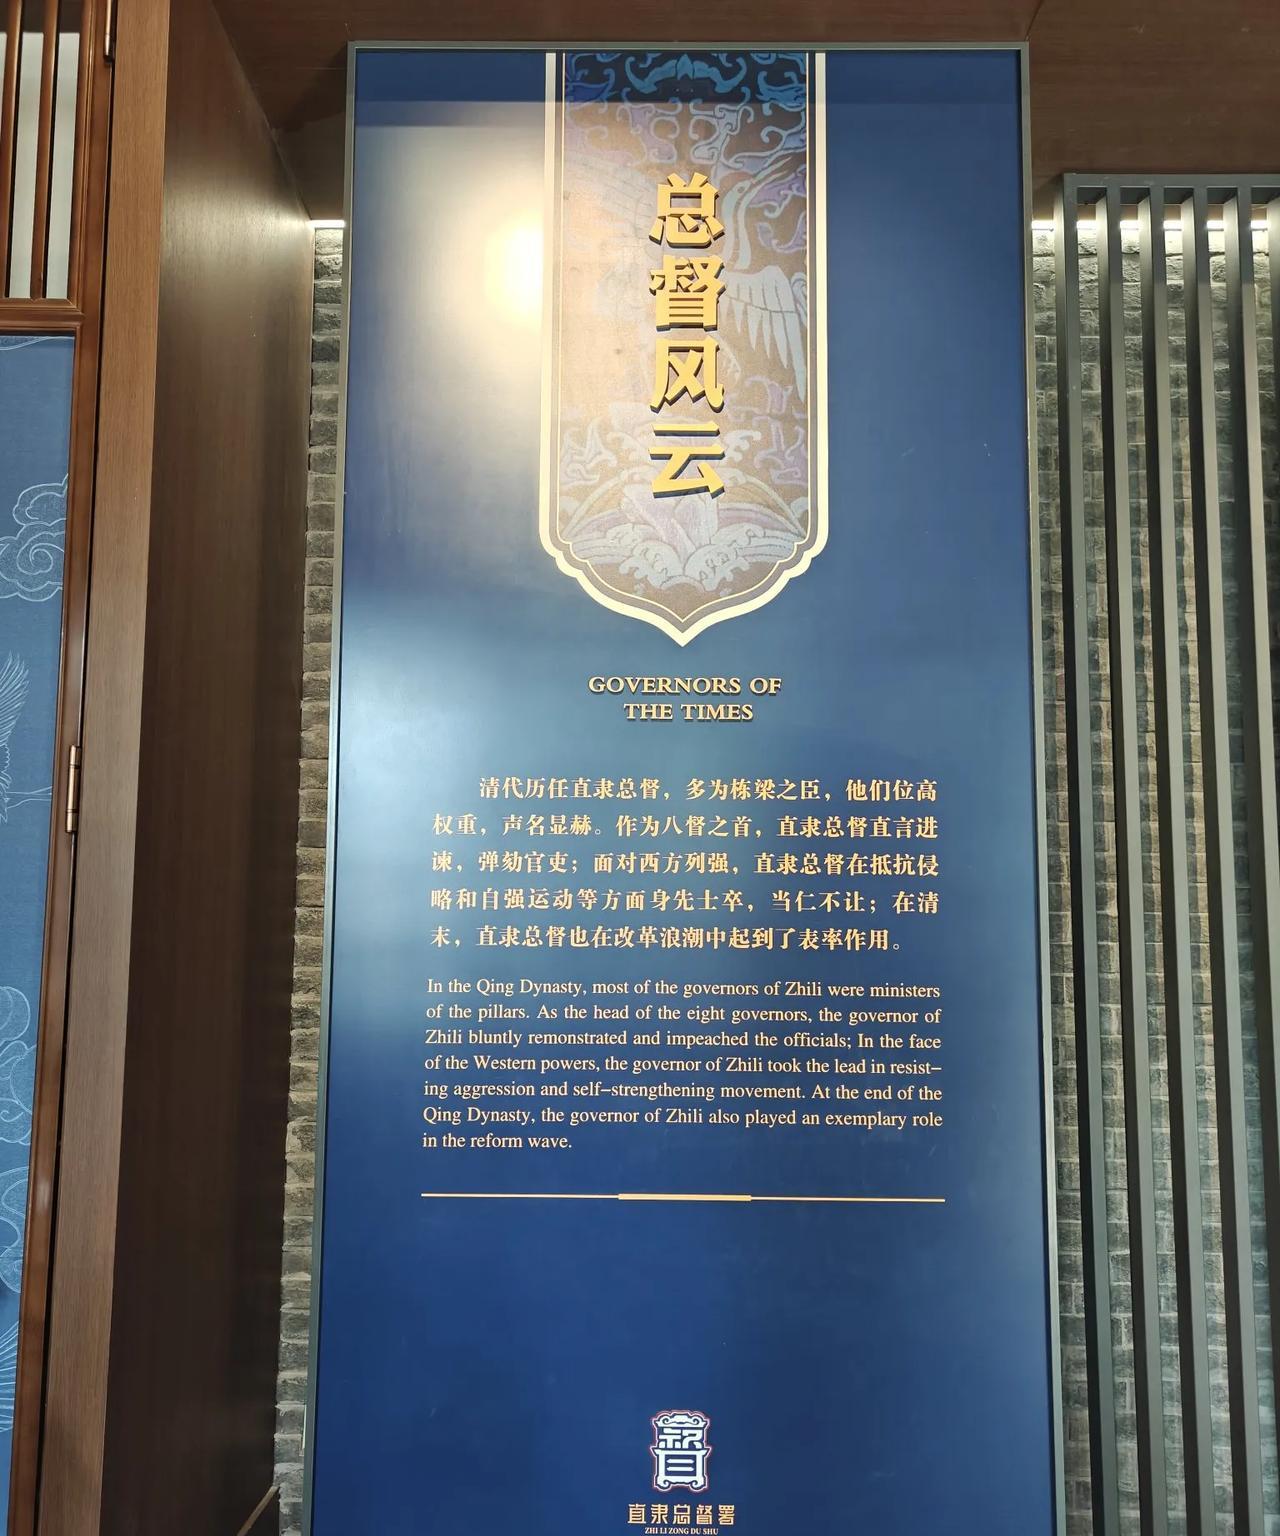 总督风云
GOVERNORS OF
THE TIMES
清代历任直隶总督，多为栋梁之臣，他们位高
权重，声名显赫。作为八督之首，直隶总督直言进
谏，弹劾官吏；面对西方列强，直隶总督在抵抗侵
略和自强运动等方面身先士卒，当仁不让；在清
末，直隶总督也在改革浪潮中起到了表率作用。
In the Qing Dynasty, most of the governors of Zhili were ministers
of the pillars. As the head of the eight governors, the governor of
Zhili bluntly remonstrated and impeached the officials; In the face
of the Western powers, the governor of Zhili took the lead in resist–
ing aggression and self–strengthening movement. At the end of the
Qing Dynasty, the governor of Zhili also played an exemplary role
in the reform wave.
督
直隶总督署
ZHI LI ZONG DU SHU